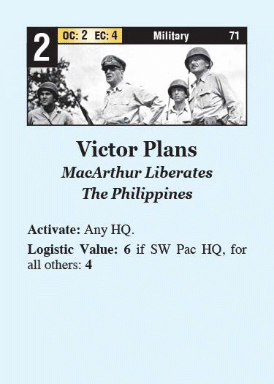 2 OC: 2 EC: 4 Military 71
Victor Plans
MacArthur Liberates
The Philippines
Activate: Any HQ.
Logistic Value: 6 if SW Pac HQ, for
all others: 4